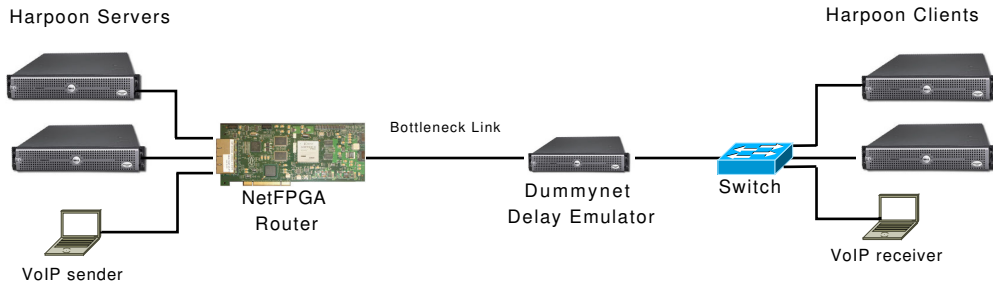 Harpoon Servers
Harpoon Clients
Bottleneck Link
NetFPGA
Router
Dummynet
Delay Emulator
Switch
VoIP sender
VoIP receiver